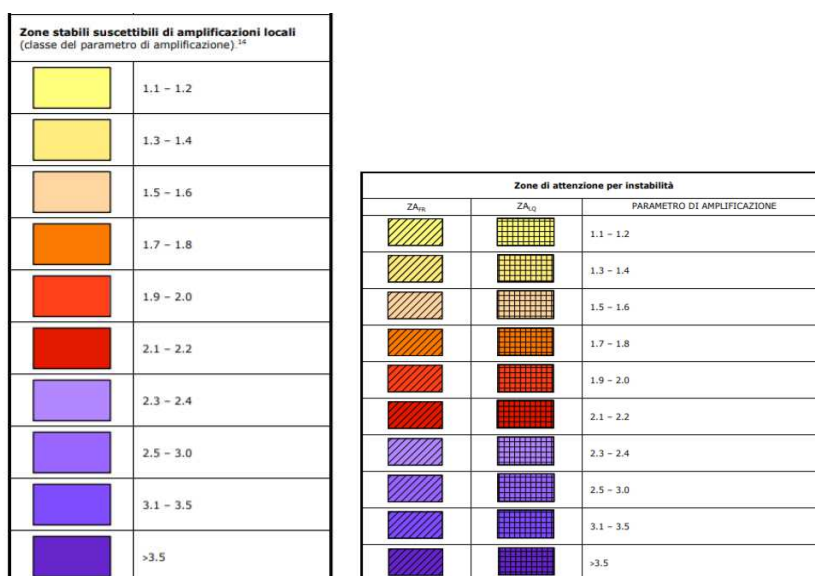 Zone stabili suscettibili di amplificazioni locali
(classe del parametro di amplificazione).14
1.1 – 1.2
1.3 – 1.4
1.5 – 1.6
1.7 – 1.8
1.9 – 2.0
2.1 – 2.2
2.3 – 2.4
2.5 – 3.0
3.1 – 3.5
>3.5
Zone di attenzione per instabilità
ZAFR ZALQ PARAMETRO DI AMPLIFICAZIONE
1.1 – 1.2
1.3 – 1.4
1.5 – 1.6
1.7 – 1.8
1.9 – 2.0
2.1 – 2.2
2.3 – 2.4
2.5 – 3.0
3.1 – 3.5
>3.5